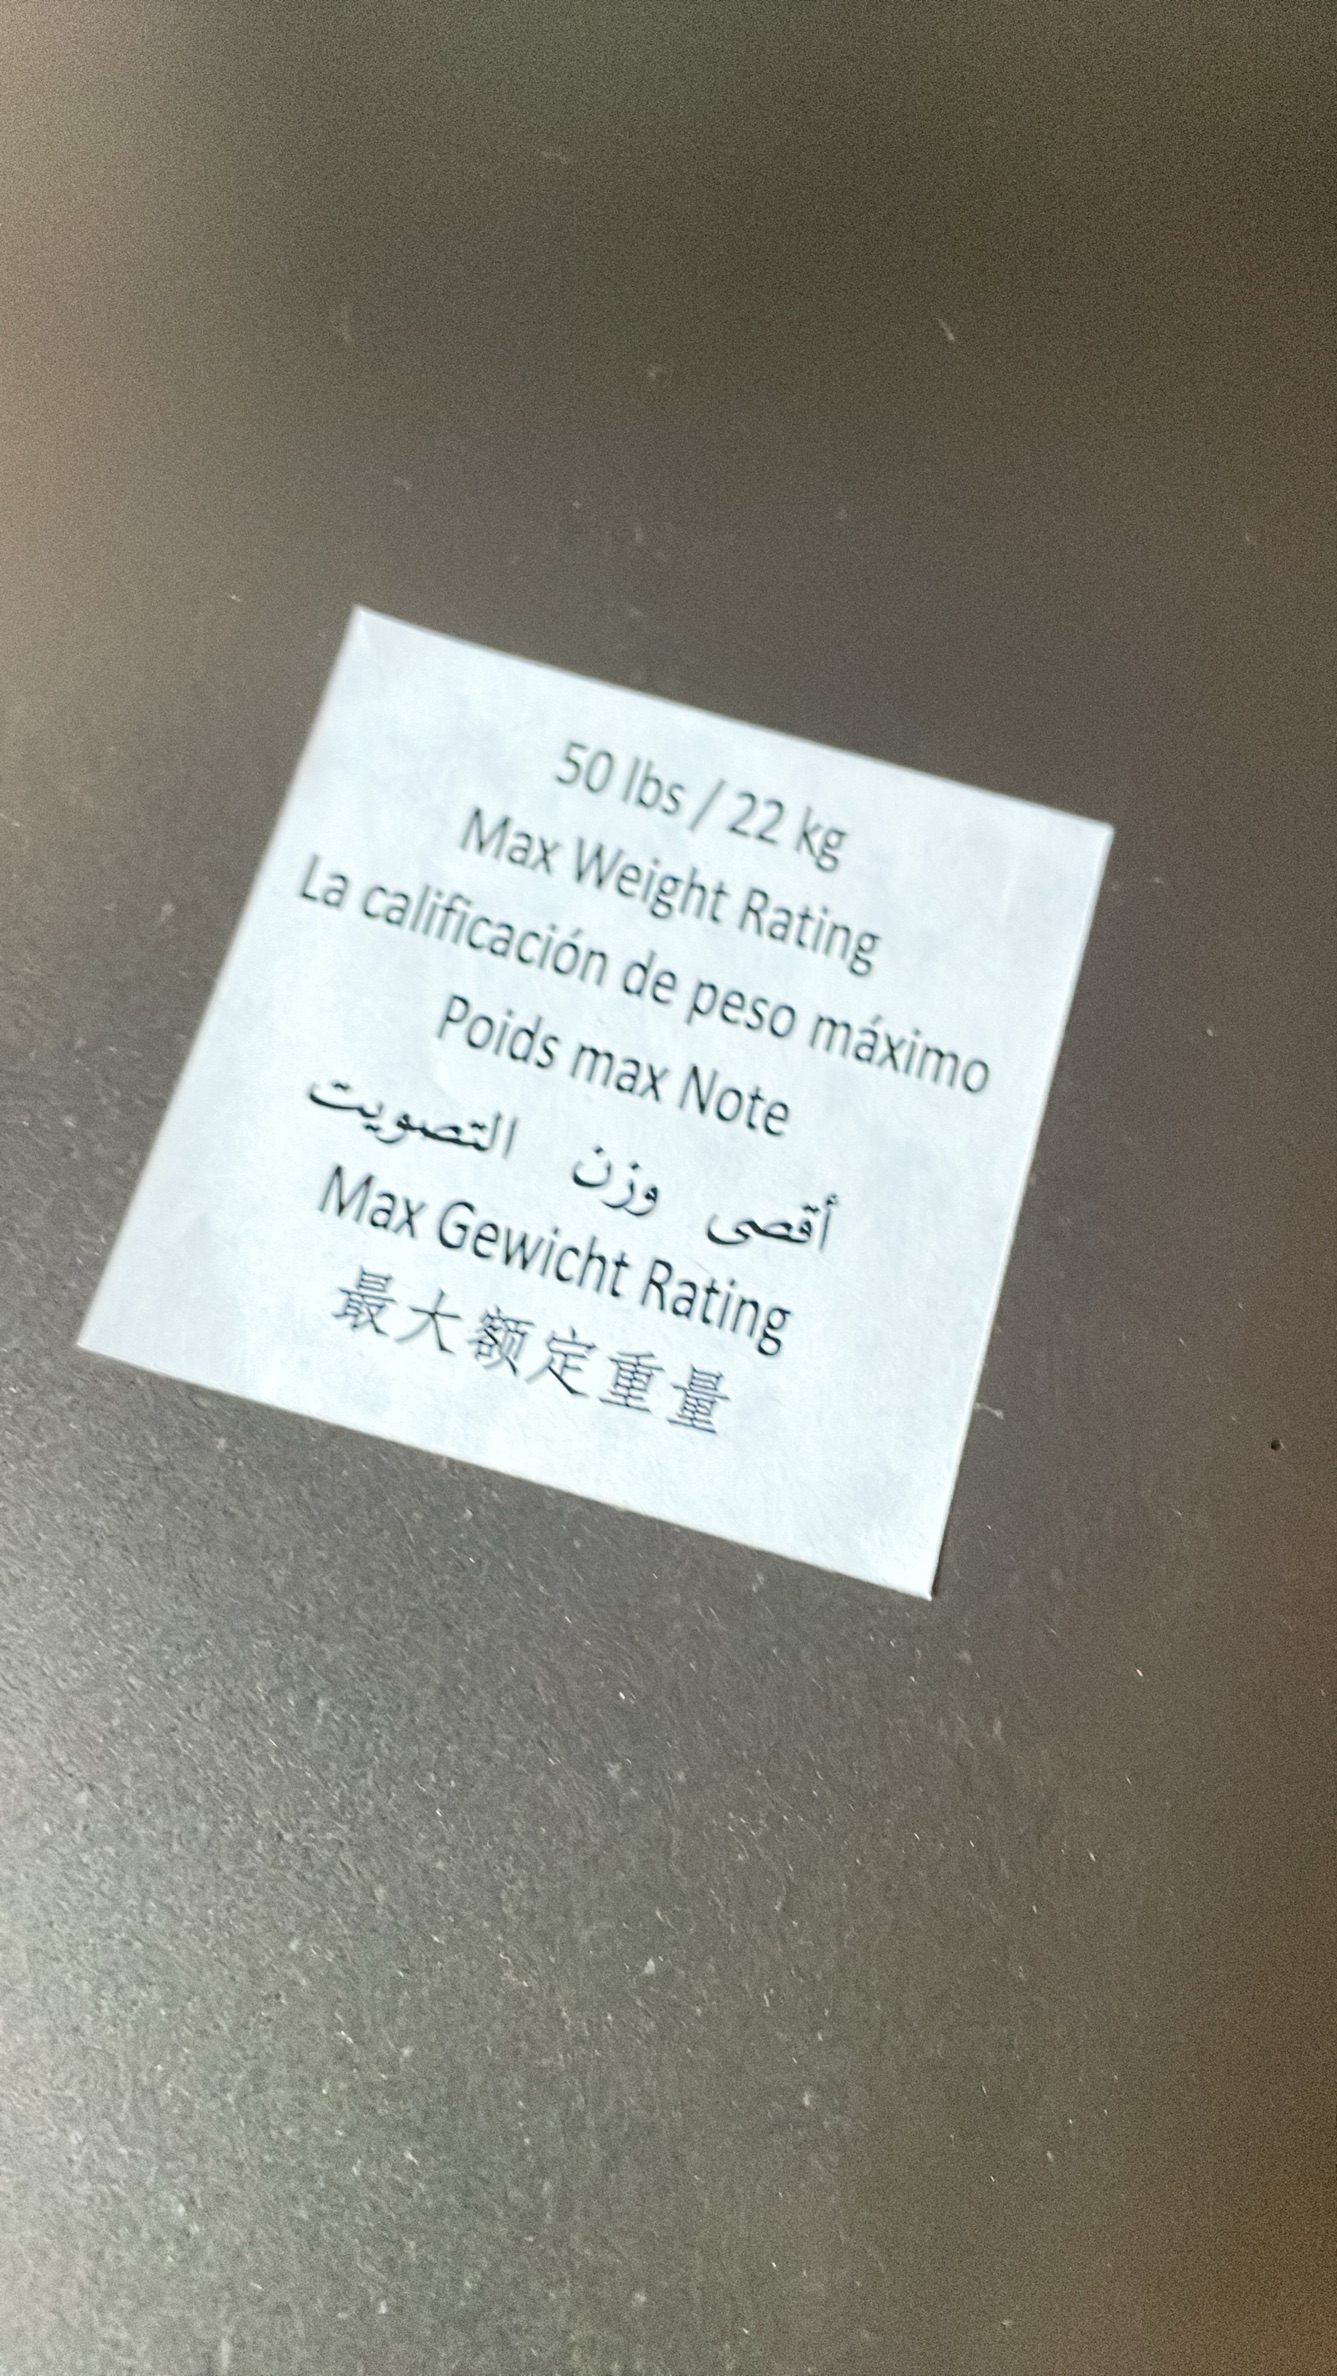 50 lbs / 22 kg
Max Weight Rating
La calificación de peso máximo
Poids max Note
أقصى وزن التصويت
Max Gewicht Rating
最大额定重量